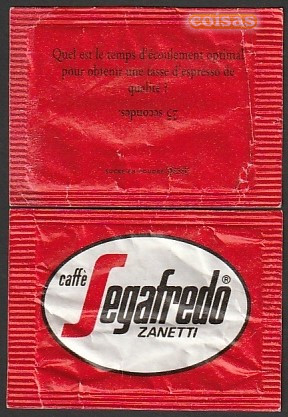 coisas
Quel est le temps d'écoulement optimal
pour obtenir une tasse d'espresso de
qualité :
25 secondes.
caffè
Segafredo®
ZANETTI